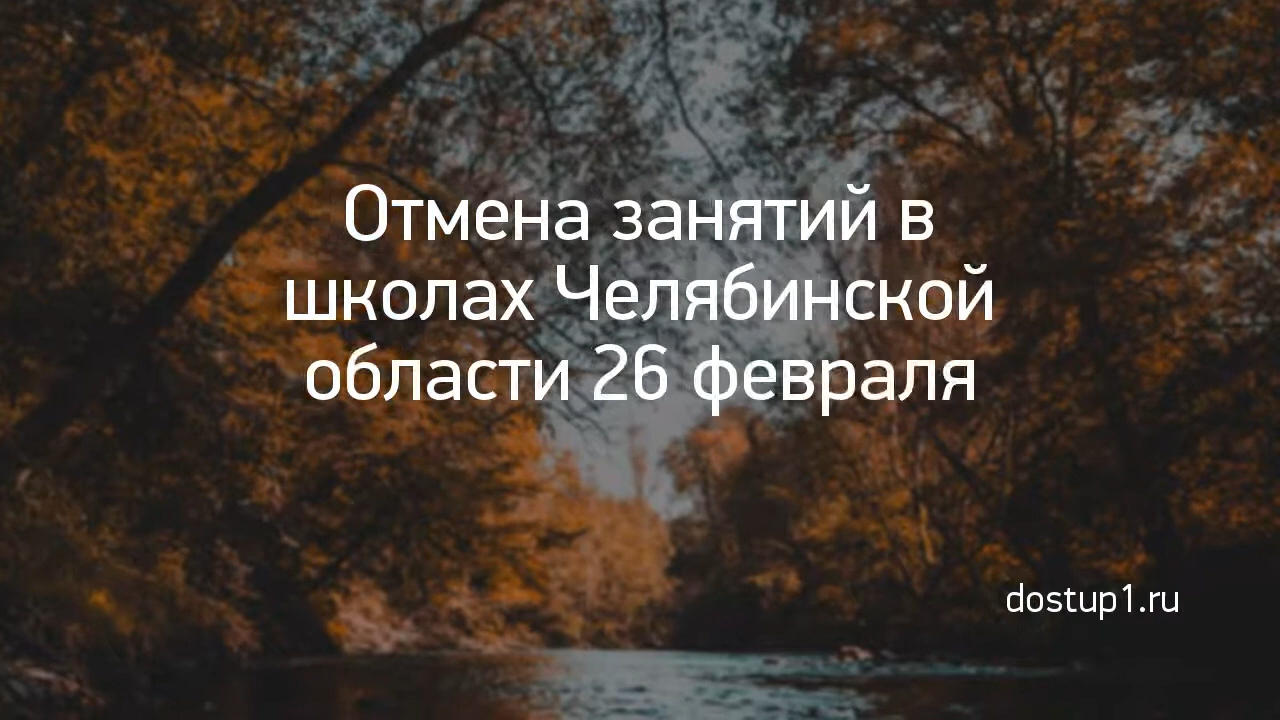 Отмена занятий в
школах Челябинской
области 26 февраля
dostup1.ru